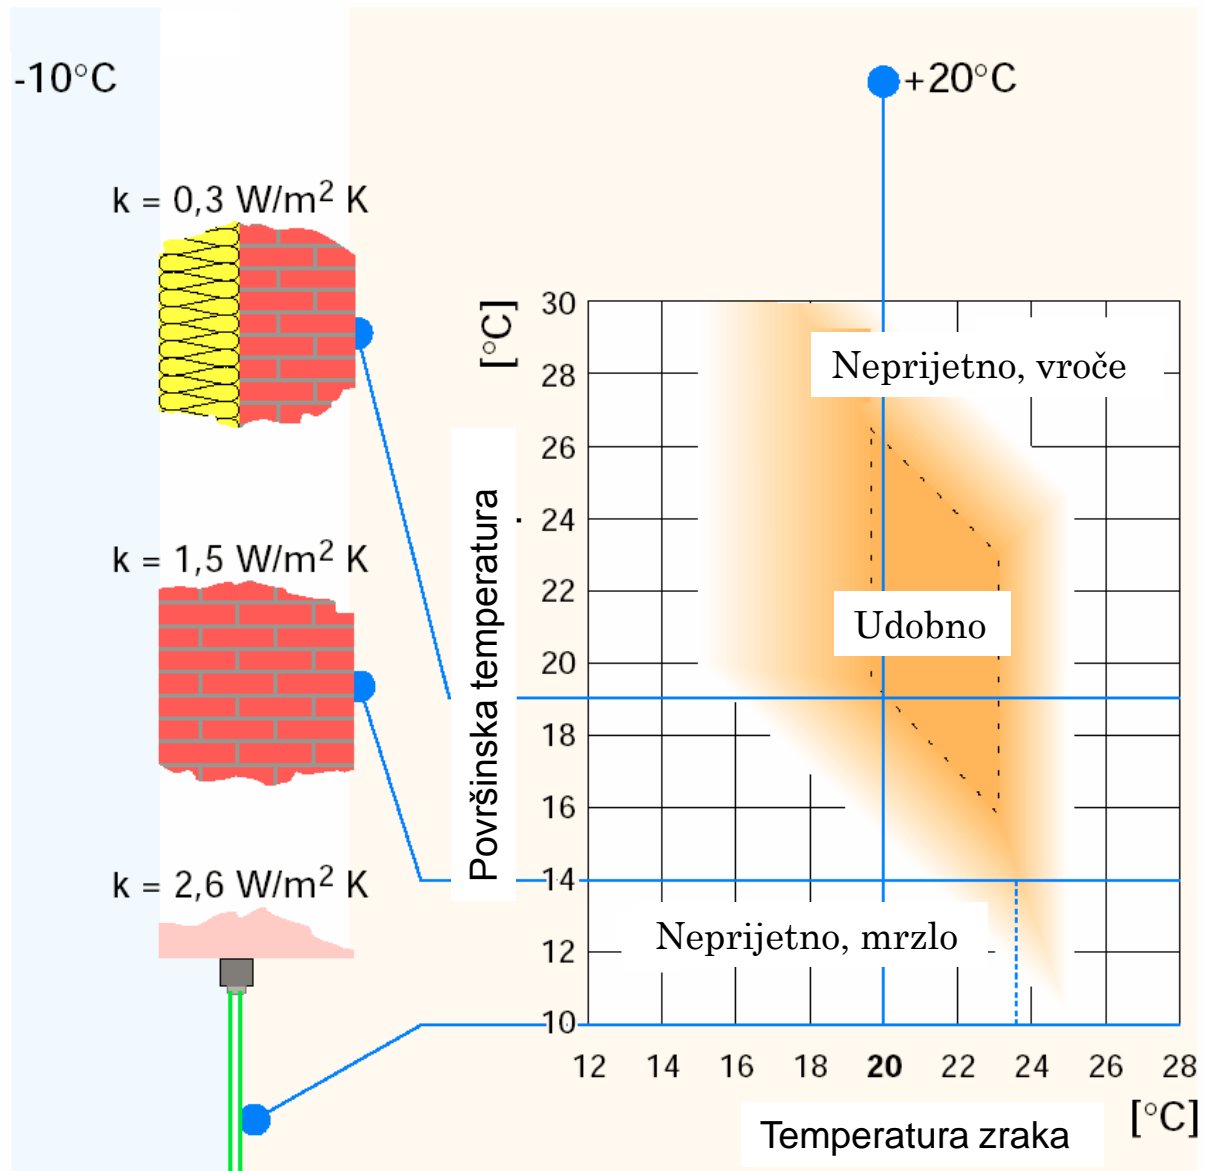 -10°C
+20°C
k = 0,3 W/m² K
k = 1,5 W/m² K
k = 2,6 W/m² K
[°C]
Površinska temperatura
30
28
26
24
22
20
18
16
14
12
10
Neprijetno, vroče
Udobno
Neprijetno, mrzlo
12 14 16 18 20 22 24 26 28
[°C]
Temperatura zraka